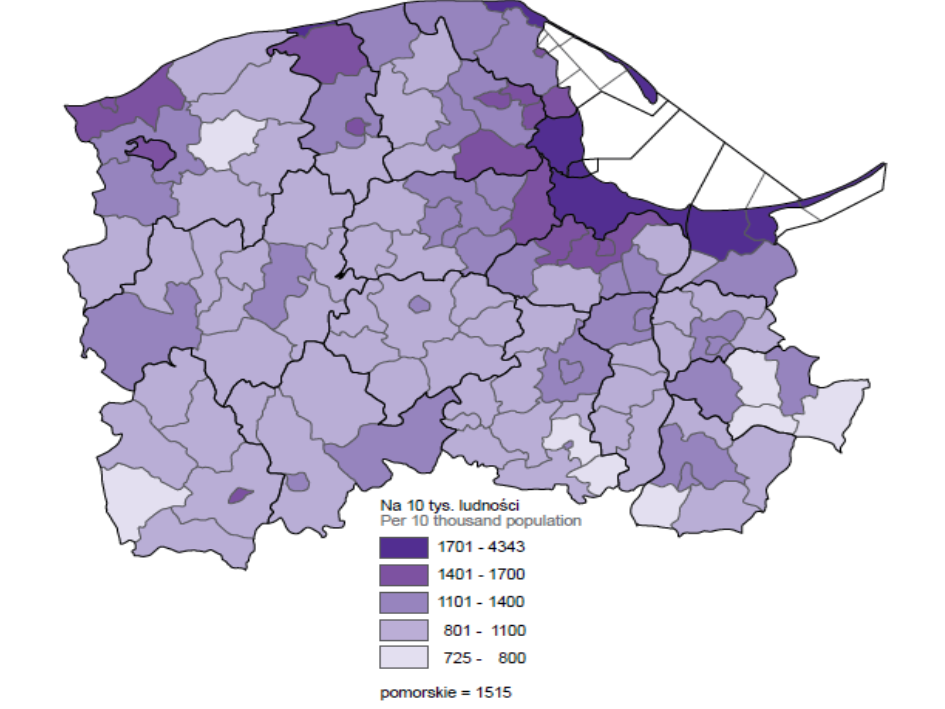 Na 10 tys. ludności
Per 10 thousand population
1701 - 4343
1401 - 1700
1101 - 1400
801 - 1100
725 - 800
pomorskie = 1515